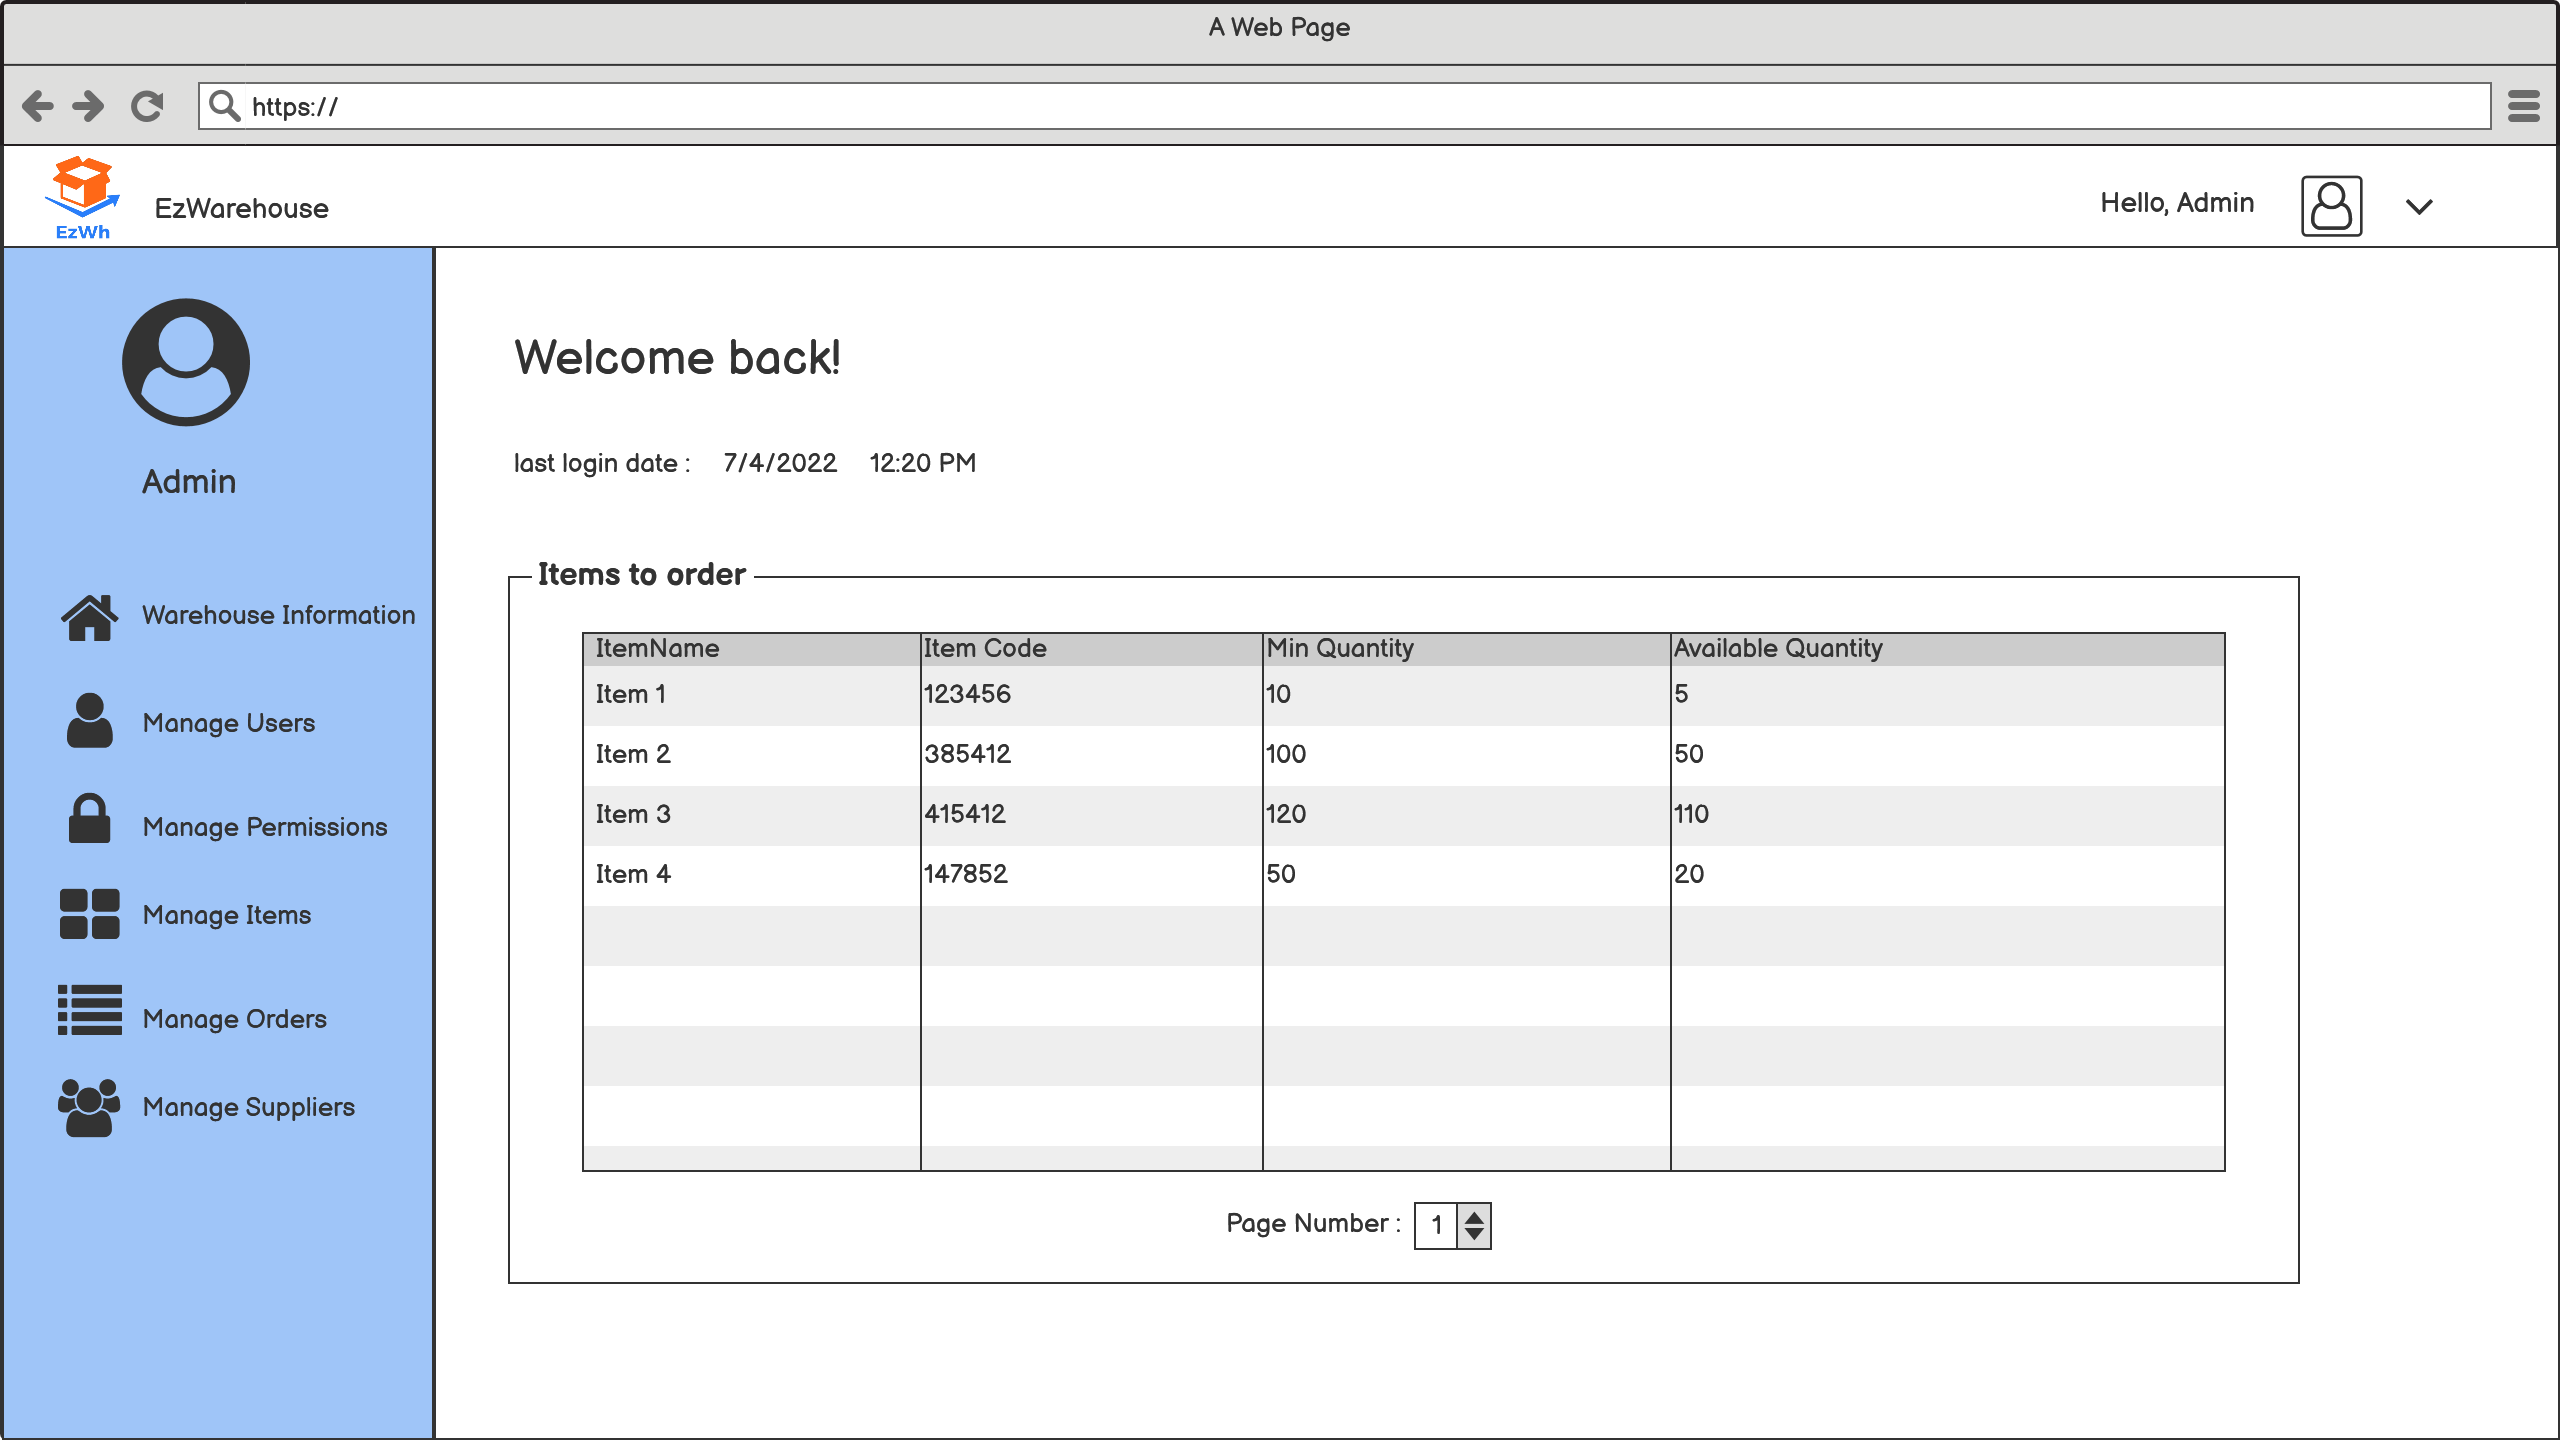 A Web Page
https://
EzWh
EzWarehouse
Hello, Admin
Admin
Warehouse Information
Manage Users
Manage Permissions
Manage Items
Manage Orders
Manage Suppliers
Welcome back!
last login date : 7/4/2022 12:20 PM
Items to order
ItemName Item Code Min Quantity Available Quantity
Item 1 123456 10 5
Item 2 385412 100 50
Item 3 415412 120 110
Item 4 147852 50 20
Page Number : 1